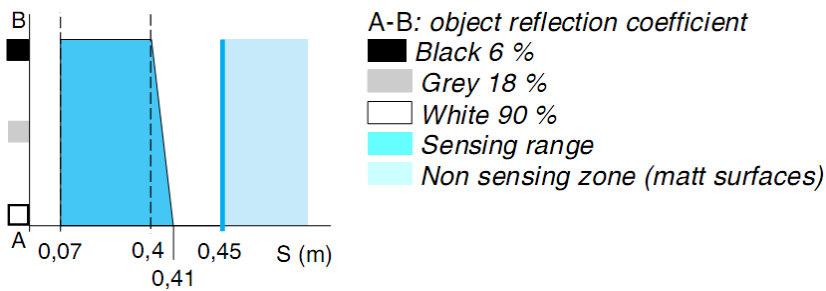 B
A
0,07
0,4
0,41
0,45
S (m)
A-B: object reflection coefficient
Black 6 %
Grey 18 %
White 90 %
Sensing range
Non sensing zone (matt surfaces)